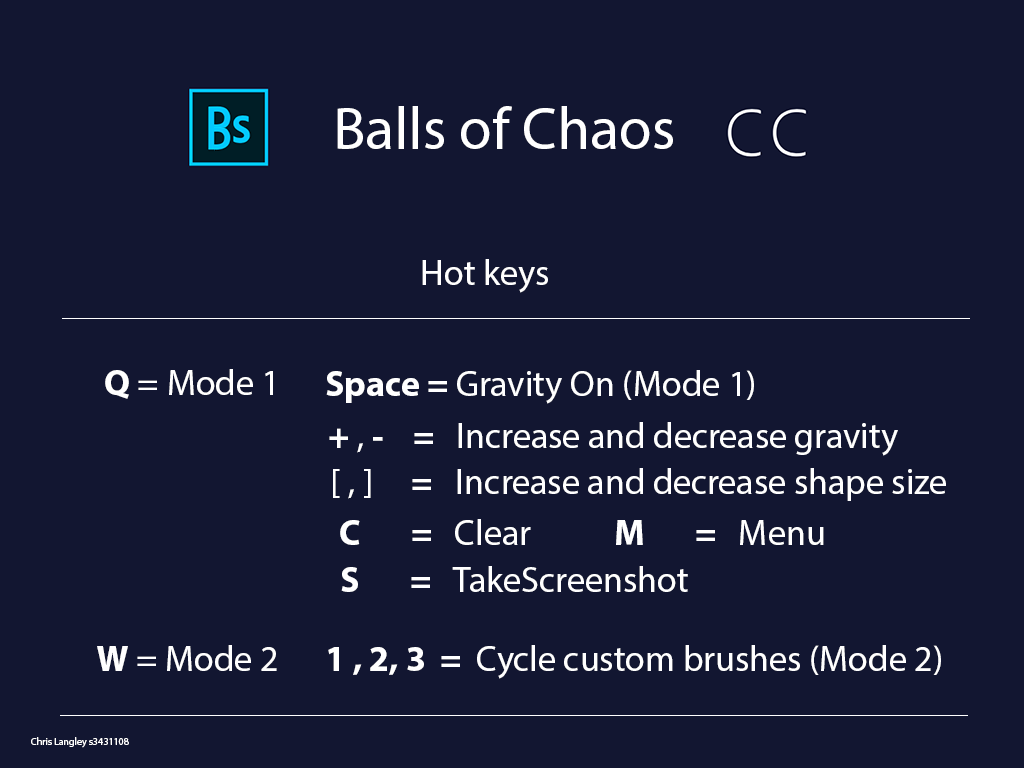 Bs Balls of Chaos CC
Hot keys
Q = Mode 1 Space = Gravity On (Mode 1)
+ , - = Increase and decrease gravity
[ , ] = Increase and decrease shape size
C = Clear M = Menu
S = TakeScreenshot
W = Mode 2 1 , 2, 3 = Cycle custom brushes (Mode 2)
Chris Langley s3431108